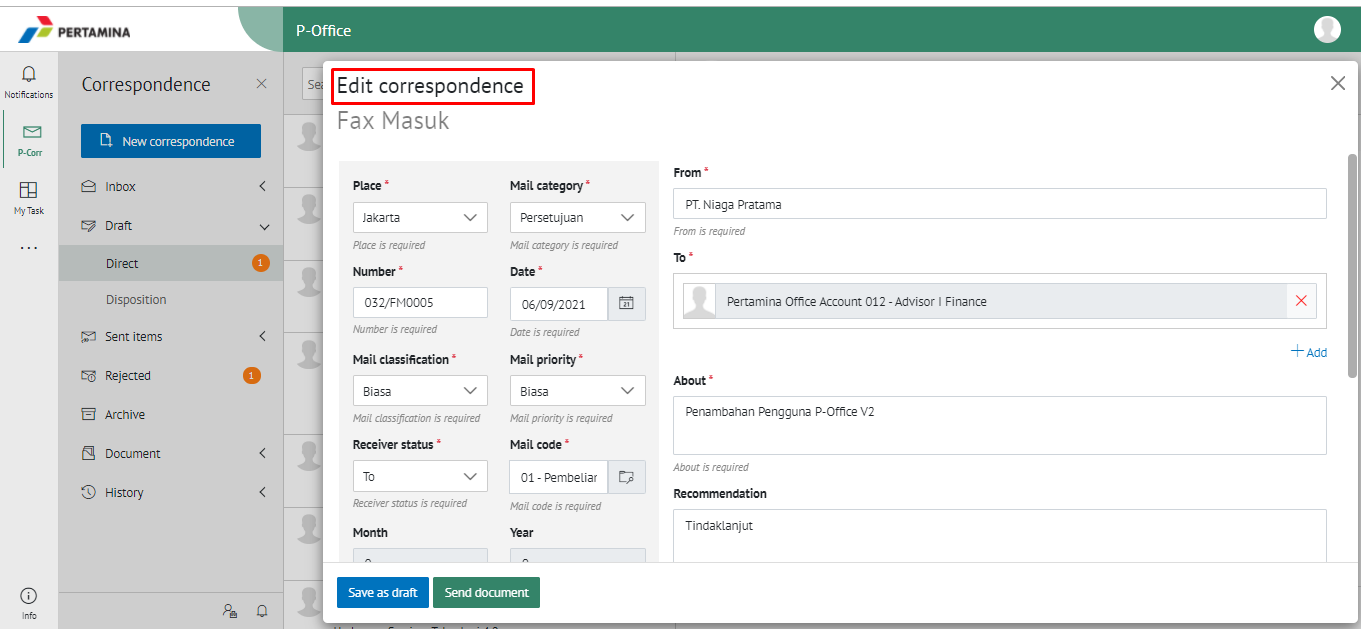 PERTAMINA
P-Office
Notifications
P-Corr
My Task
Info
Correspondence
New correspondence
Inbox
Draft
Direct 1
Disposition
Sent items
Rejected 1
Archive
Document
History
Edit correspondence
Fax Masuk
Place * Mail category *
Jakarta Persetujuan
Place is required Mail category is required
Number * Date *
032/FM0005 06/09/2021 21
Number is required Date is required
Mail classification * Mail priority *
Biasa Biasa
Mail classification is required Mail priority is required
Receiver status * Mail code *
To 01 - Pembelian
Receiver status is required Mail code is required
Month Year
From *
PT. Niaga Pratama
From is required
To *
Pertamina Office Account 012 - Advisor I Finance
Add
About *
Penambahan Pengguna P-Office V2
About is required
Recommendation
Tindaklanjut
Save as draft Send document